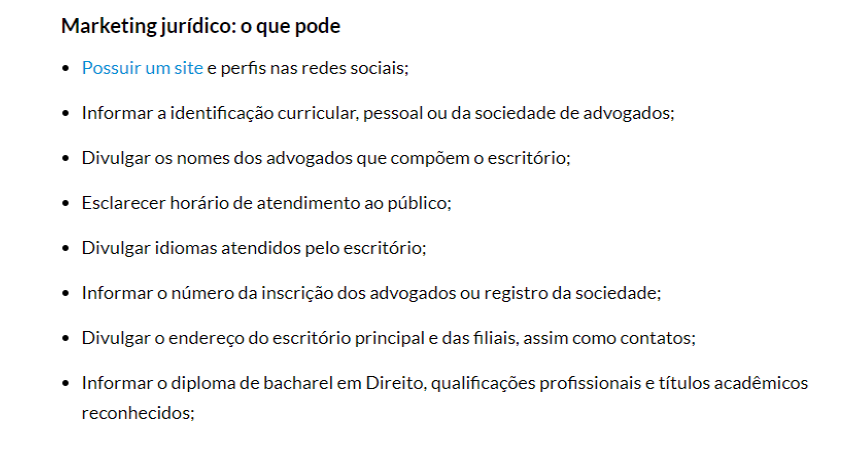 Marketing jurídico: o que pode
• Possuir um site e perfis nas redes sociais;
• Informar a identificação curricular, pessoal ou da sociedade de advogados;
• Divulgar os nomes dos advogados que compõem o escritório;
• Esclarecer horário de atendimento ao público;
• Divulgar idiomas atendidos pelo escritório;
• Informar o número da inscrição dos advogados ou registro da sociedade;
• Divulgar o endereço do escritório principal e das filiais, assim como contatos;
• Informar o diploma de bacharel em Direito, qualificações profissionais e títulos acadêmicos
reconhecidos;